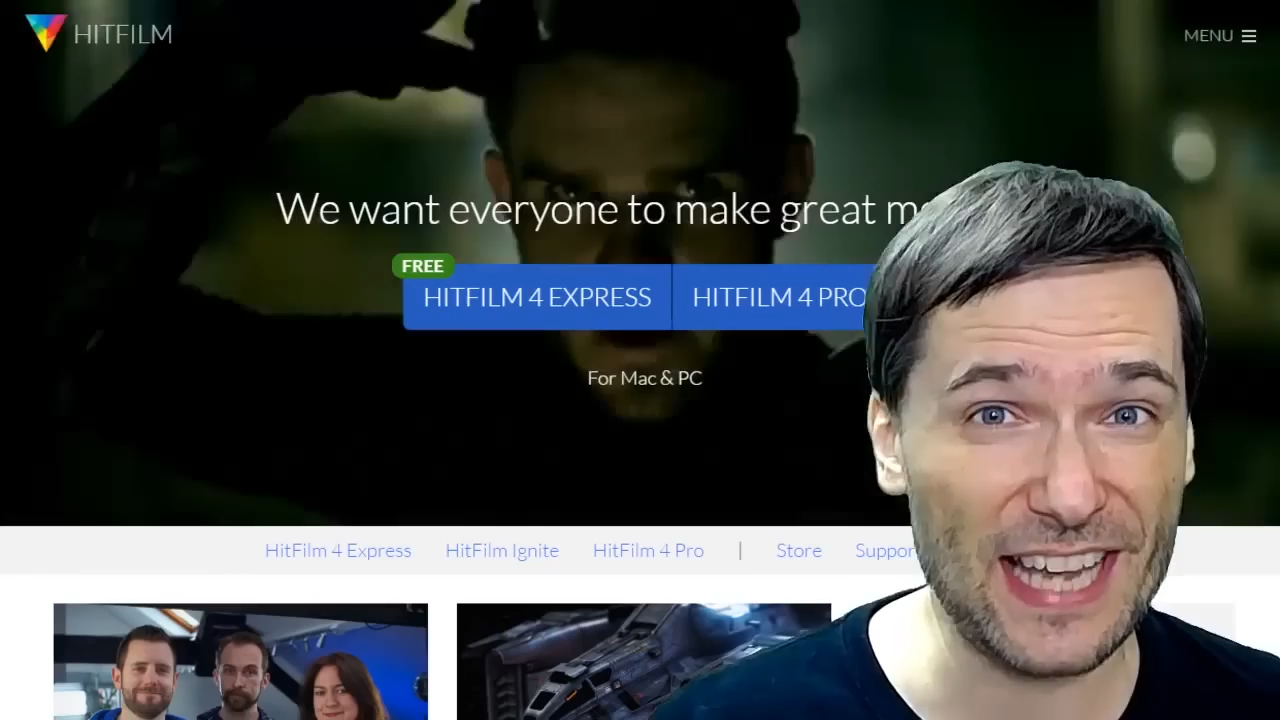 HITFILM
MENU
We want everyone to make great
FREE
HITFILM 4 EXPRESS
HITFILM 4 PRO
For Mac & PC
HitFilm 4 Express
HitFilm Ignite
HitFilm 4 Pro
|
Store
Suppor